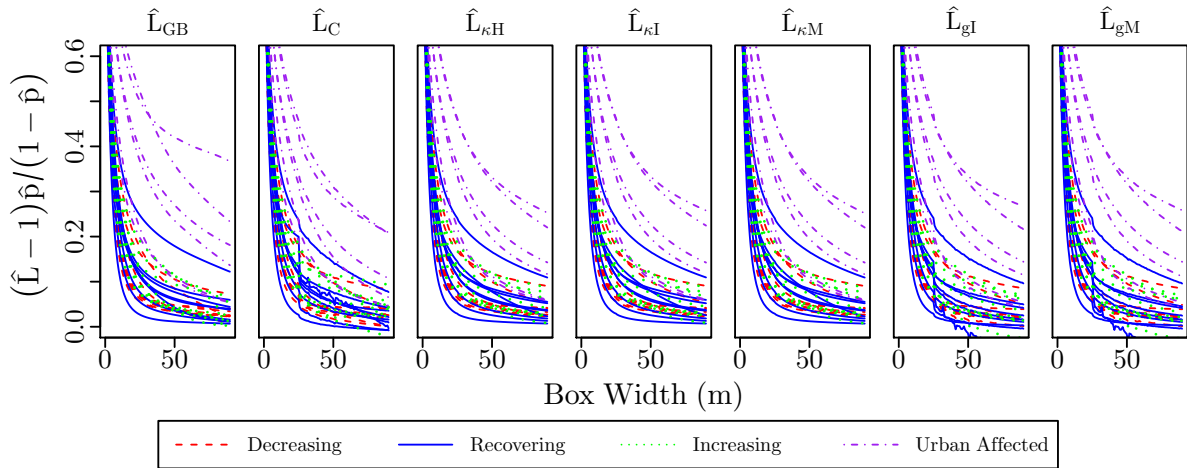 L̂GB L̂C L̂κH L̂κI L̂κM L̂gI L̂gM
(L̂ − 1)p̂/(1 − p̂)
0.6
0.4
0.2
0.0
0 50 0 50 0 50 0 50 0 50 0 50 0 50
Box Width (m)
Decreasing Recovering Increasing Urban Affected